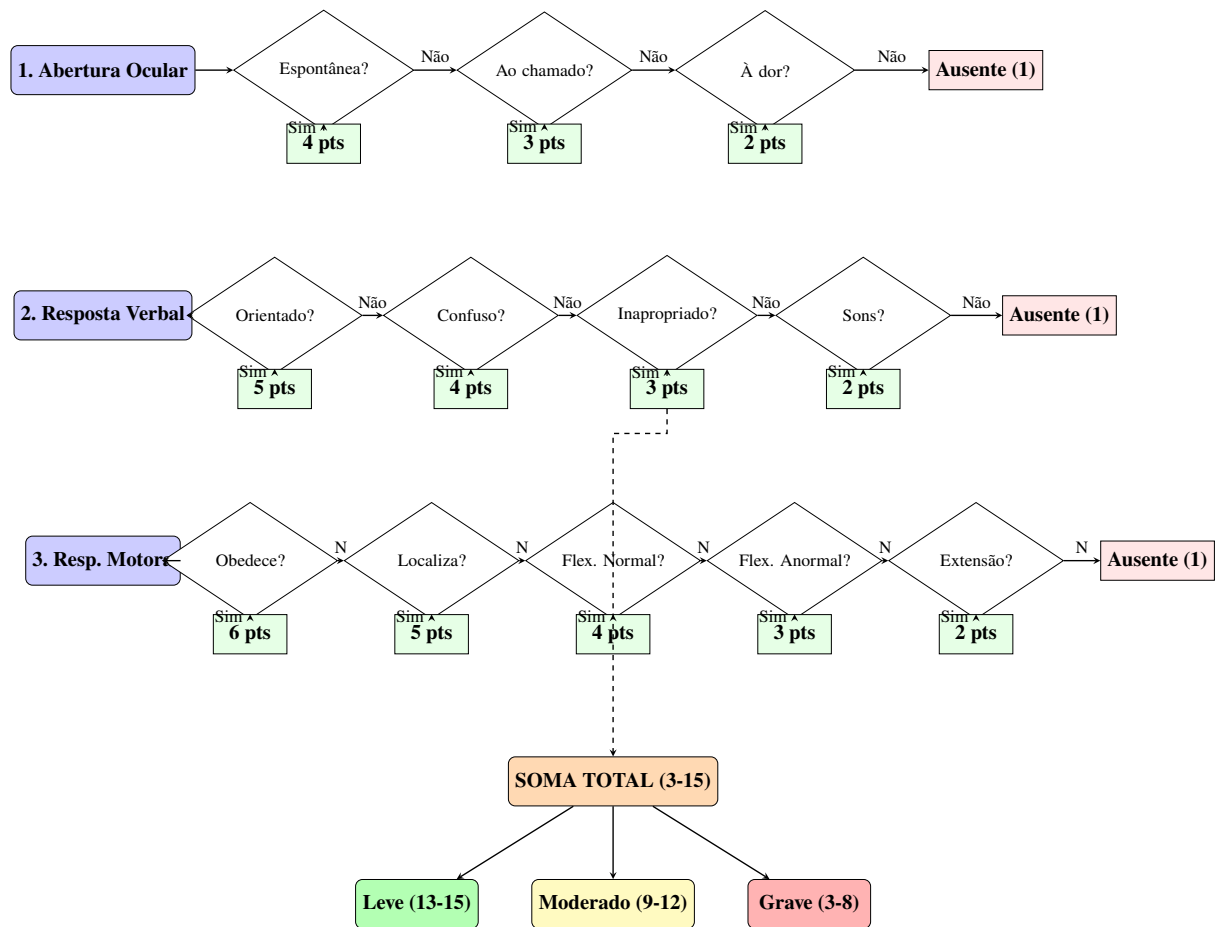 Não
Não
Não
1. Abertura Ocular
Espontânea?
Ao chamado?
À dor?
Ausente (1)
Sim
Sim
Sim
4 pts
3 pts
2 pts
Não
Não
Não
Não
2. Resposta Verbal
Orientado?
Confuso?
Inapropriado?
Sons?
Ausente (1)
Sim
Sim
Sim
Sim
5 pts
4 pts
3 pts
2 pts
N
N
N
N
N
3. Resp. Motora
Obedece?
Localiza?
Flex. Normal?
Flex. Anormal?
Extensão?
Ausente (1)
Sim
Sim
Sim
Sim
Sim
6 pts
5 pts
4 pts
3 pts
2 pts
SOMA TOTAL (3-15)
Leve (13-15)
Moderado (9-12)
Grave (3-8)